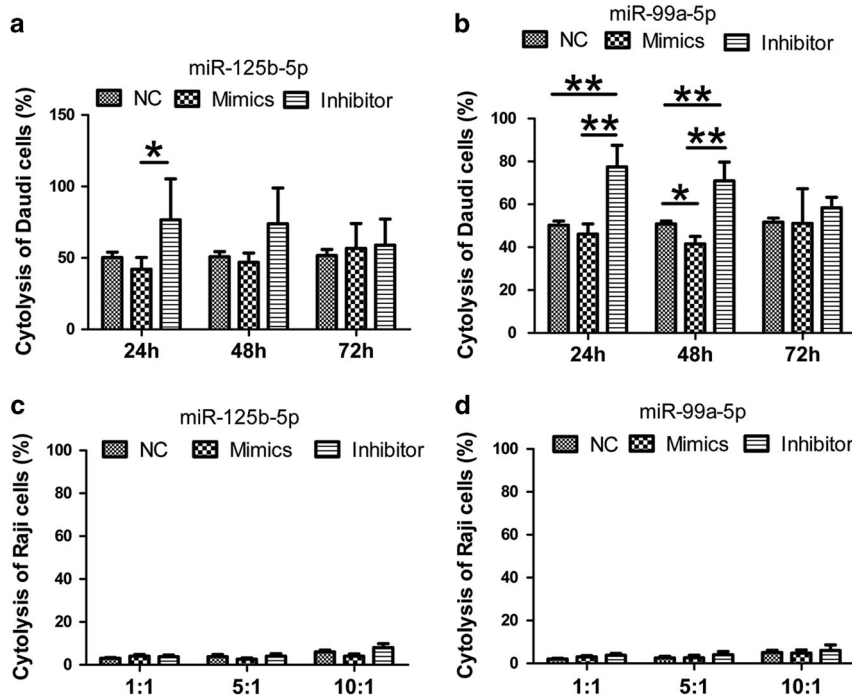 a
miR-125b-5p
NC Mimics Inhibitor
Cytolysis of Daudi cells (%)
150
100
50
0
*
24h 48h 72h
b
miR-99a-5p
NC Mimics Inhibitor
Cytolysis of Daudi cells (%)
100
80
60
40
20
0
** **
** **
*
24h 48h 72h
c
miR-125b-5p
NC Mimics Inhibitor
Cytolysis of Raji cells (%)
100
80
60
40
20
0
1:1 5:1 10:1
d
miR-99a-5p
NC Mimics Inhibitor
Cytolysis of Raji cells (%)
100
80
60
40
20
0
1:1 5:1 10:1